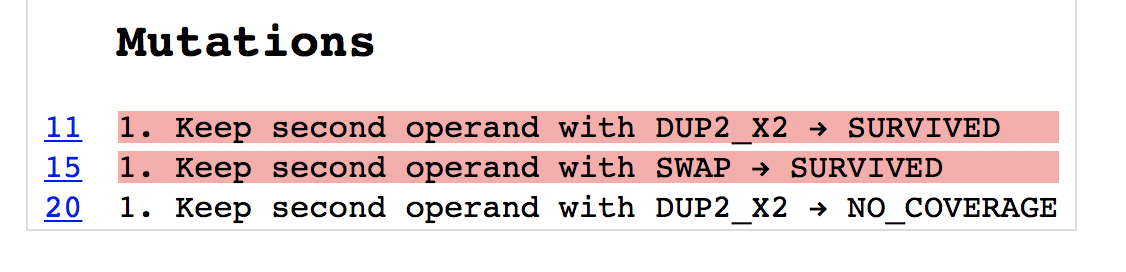 Mutations
11 1. Keep second operand with DUP2_X2 → SURVIVED
15 1. Keep second operand with SWAP → SURVIVED
20 1. Keep second operand with DUP2_X2 → NO_COVERAGE